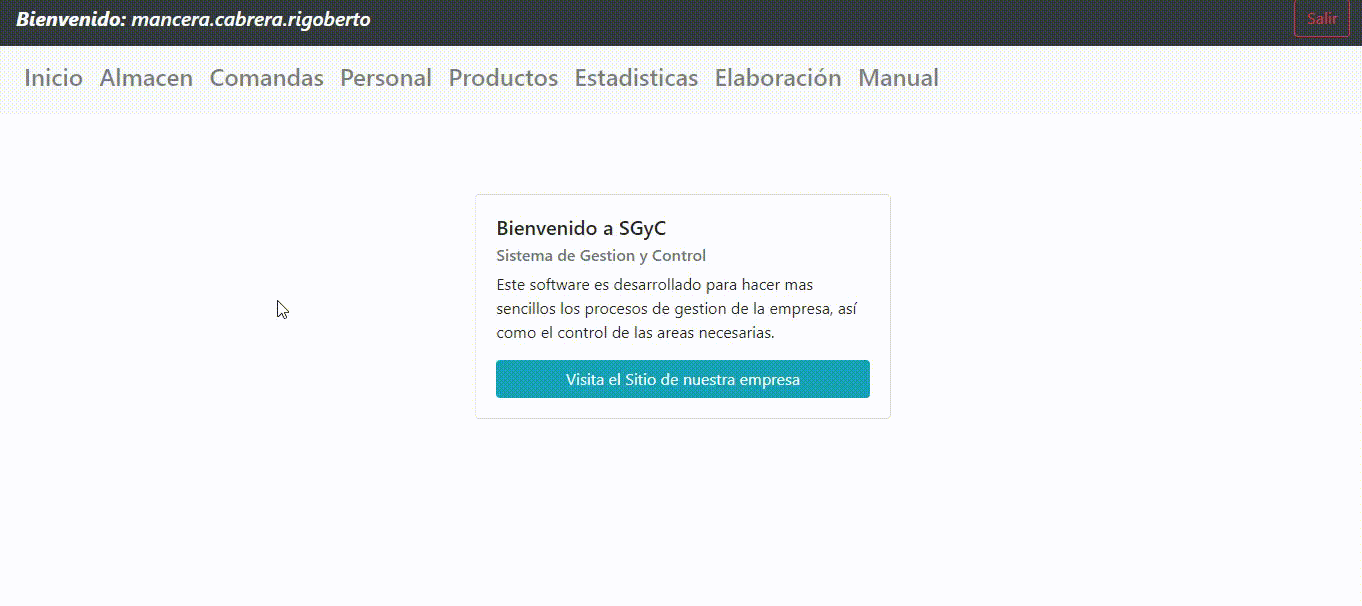 Bienvenido: mancera.cabrera.rigoberto
Salir
Inicio Almacen Comandas Personal Productos Estadisticas Elaboración Manual
Bienvenido a SGyC
Sistema de Gestion y Control
Este software es desarrollado para hacer mas
sencillos los procesos de gestion de la empresa, así
como el control de las areas necesarias.
Visita el Sitio de nuestra empresa